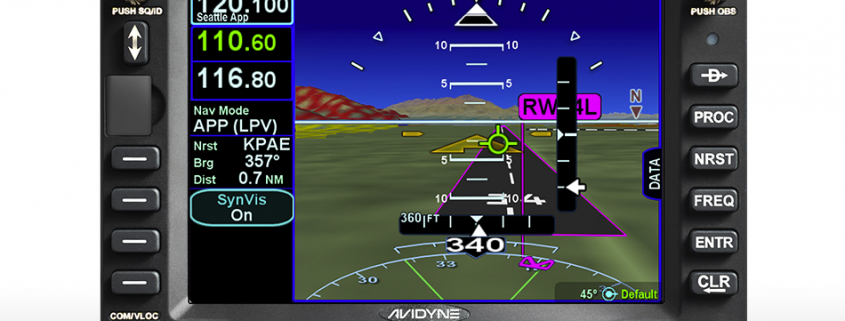 PUSH SQ/ID
PUSH OBS
120.100
Seattle App
110.60
116.80
Nav Mode
APP (LPV)
Nrst KPAE
Brg 357°
Dist 0.7 NM
SynVis
On
10 10
5 5
RW 4L
N
5 5
10 10
360 FT
340
30
33
DATA
45° Default
D
PROC
NRST
FREQ
ENTR
CLR
COM/VLOC
AVIDYNE